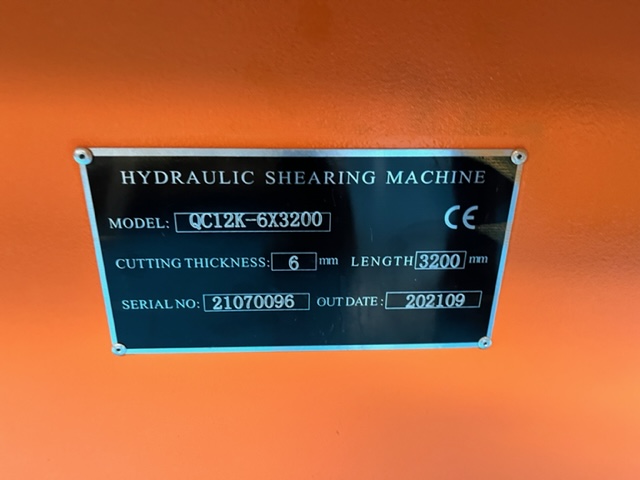 HYDRAULIC SHEARING MACHINE
MODEL: QC12K-6X3200 CE
CUTTING THICKNESS: 6 mm LENGTH 3200 mm
SERIAL NO: 21070096 OUT DATE: 202109